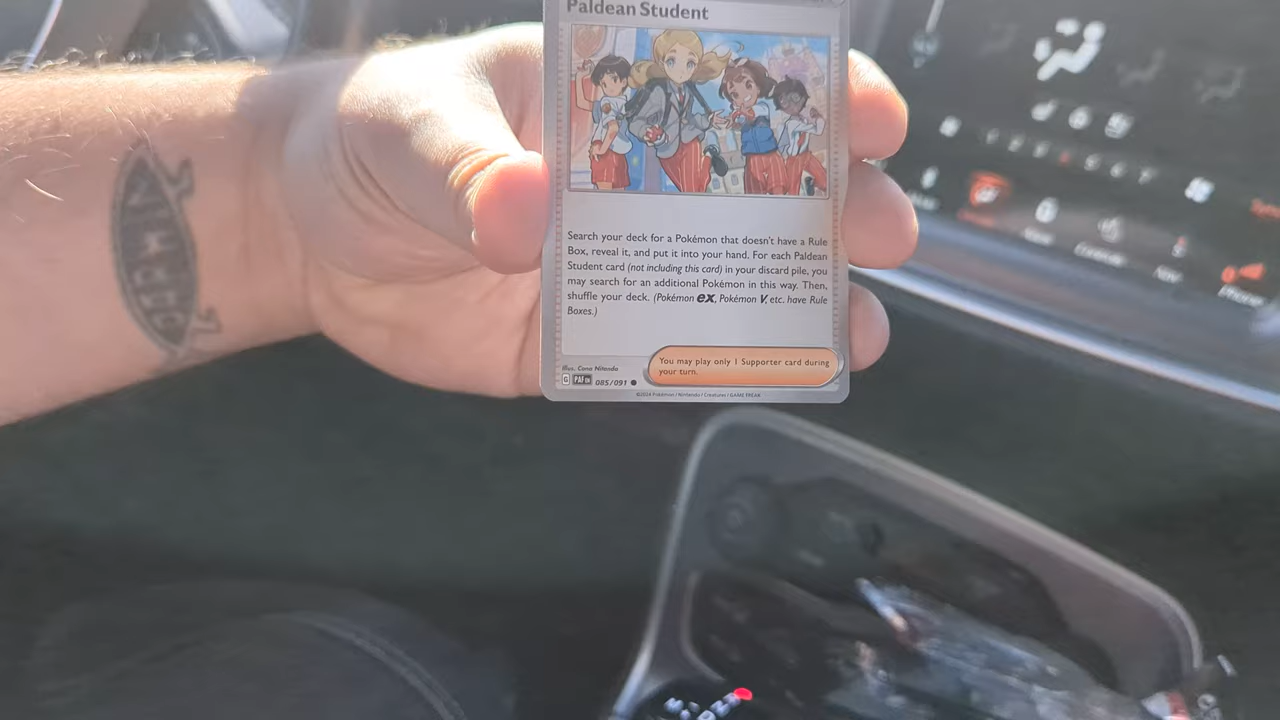 Paldean Student
Search your deck for a Pokémon that doesn't have a Rule
Box, reveal it, and put it into your hand. For each Paldean
Student card (not including this card) in your discard pile, you
may search for an additional Pokémon in this way. Then,
shuffle your deck. (Pokémon ex, Pokémon V, etc. have Rule
Boxes.)
You may play only 1 Supporter card during
your turn.
Illus. Cona Nitanda
G PAF EN 085/091
©2024 Pokémon / Nintendo / Creatures / GAME FREAK